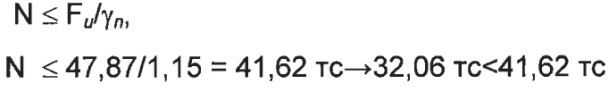 N ≤ Fᵤ/γₙ,
N ≤ 47,87/1,15 = 41,62 тс→32,06 тс<41,62 тс